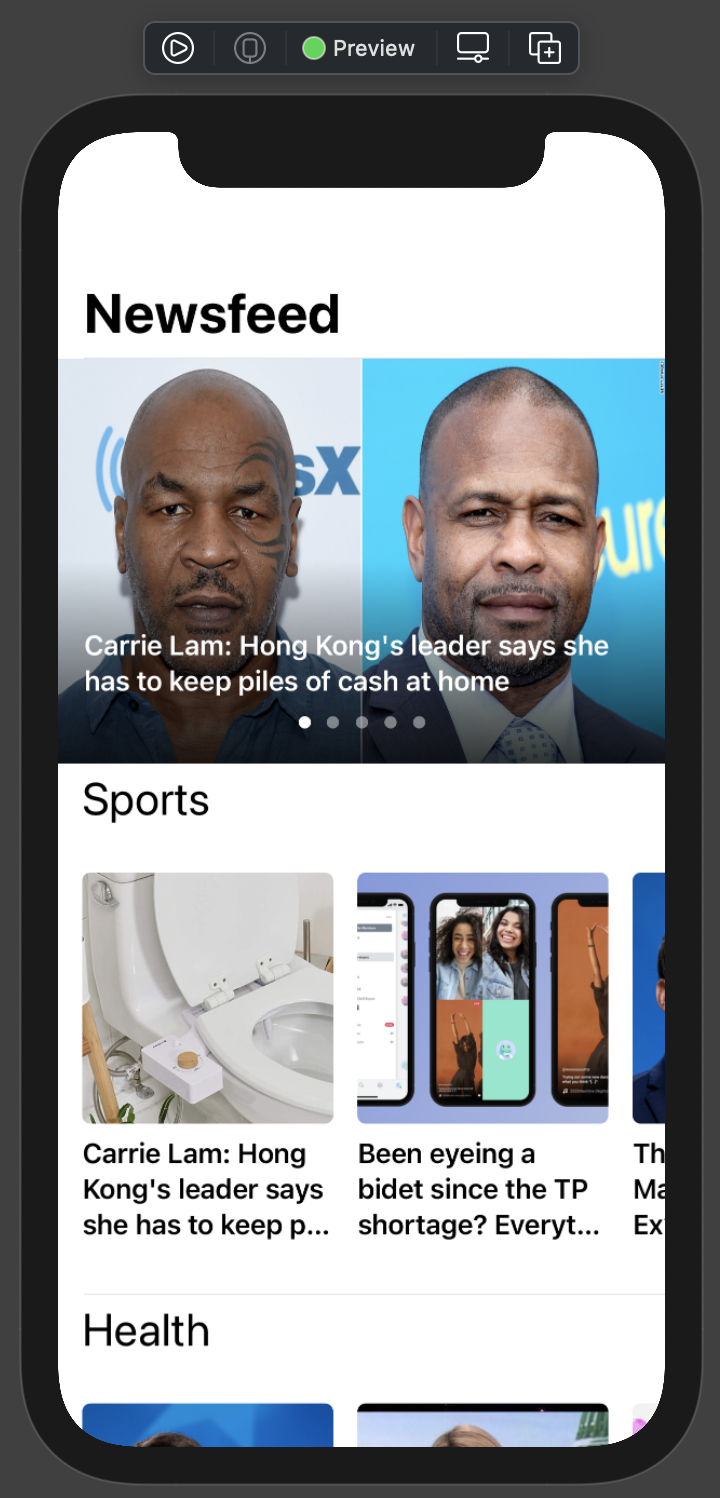 Preview
Newsfeed
sX
ure
Carrie Lam: Hong Kong's leader says she
has to keep piles of cash at home
Sports
Carrie Lam: Hong
Kong's leader says
she has to keep p...
Been eyeing a
bidet since the TP
shortage? Everyt...
Th
Ma
Ex
Health